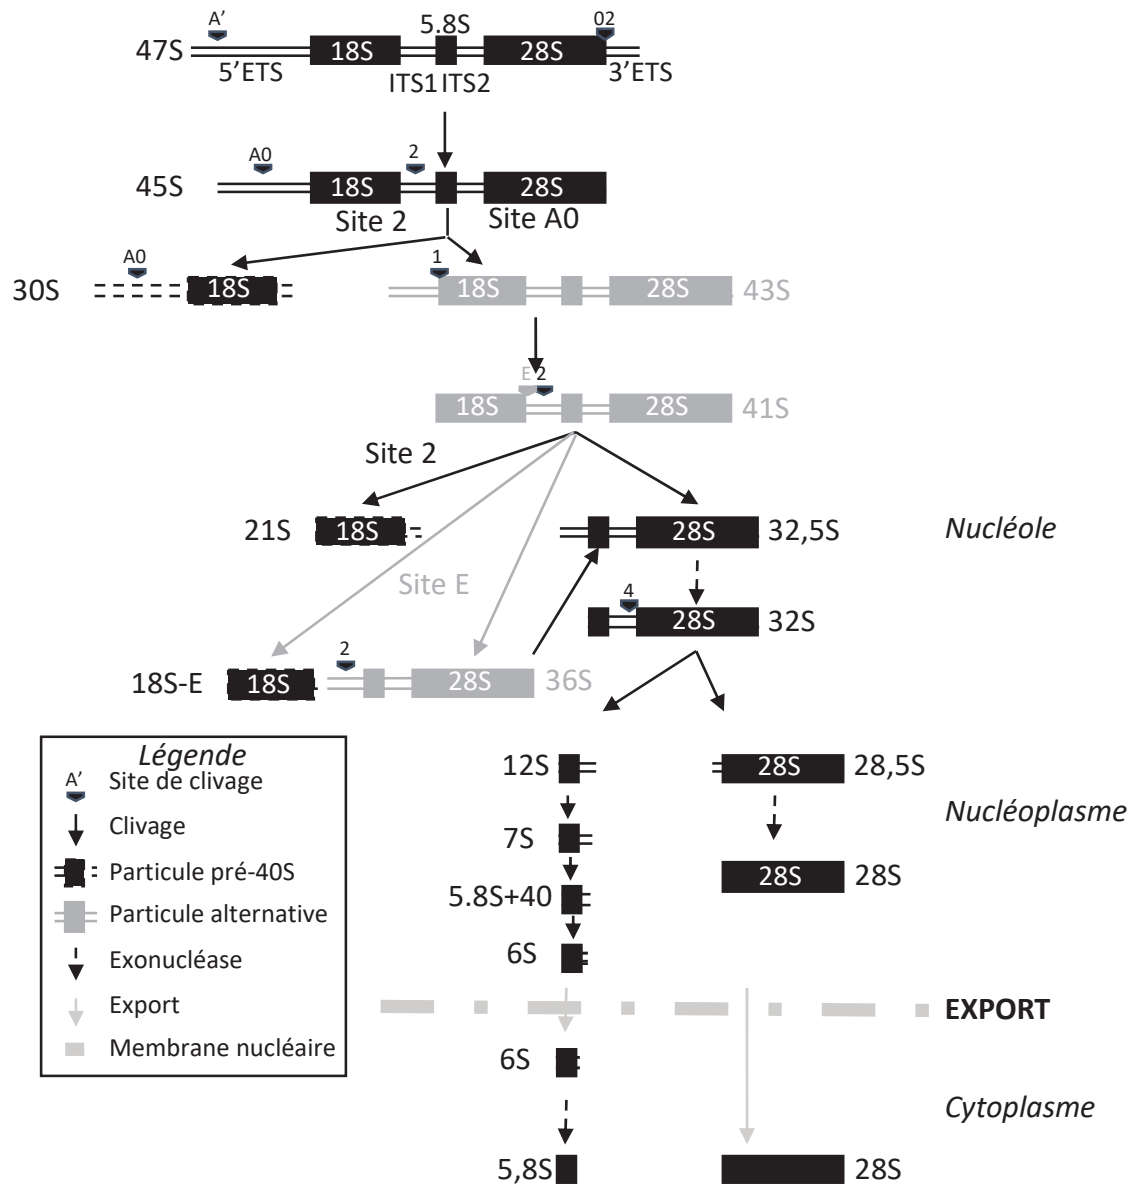 A' 02
5.8S
47S 18S 28S
5'ETS 3'ETS
ITS1 ITS2
A0 2
45S 18S 28S
Site 2 Site A0
A0 1
30S 18S 18S 28S 43S
E 2
18S 28S 41S
Site 2
21S 18S 28S 32,5S Nucléole
Site E
4
28S 32S
2
18S-E 18S 28S 36S
Légende
A' Site de clivage
Clivage
Particule pré-40S
Particule alternative
Exonucléase
Export
Membrane nucléaire
12S 28S 28,5S
Nucléoplasme
7S
28S 28S
5.8S+40
6S
EXPORT
6S
Cytoplasme
5,8S 28S